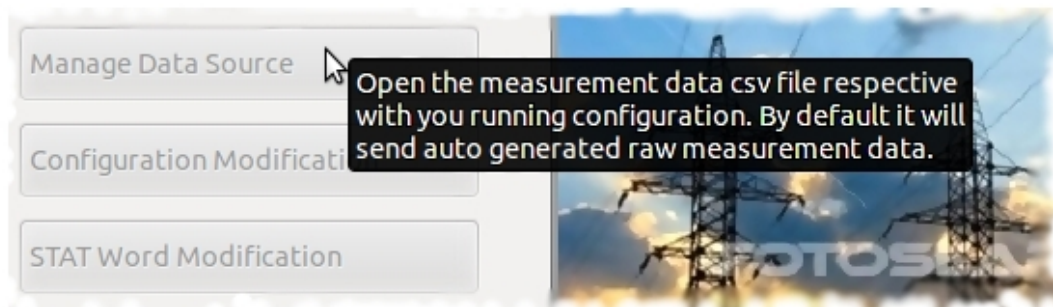 Manage Data Source
Open the measurement data csv file respective
with you running configuration. By default it will
send auto generated raw measurement data.
Configuration Modificati
STAT Word Modification